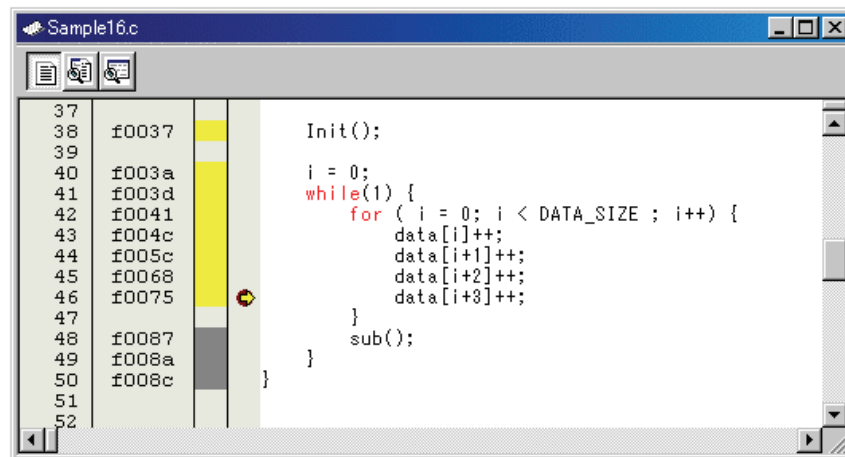 Sample16.c
37
38 f0037 Init();
39
40 f003a i = 0;
41 f003d while(1) {
42 f0041 for ( i = 0; i < DATA_SIZE ; i++) {
43 f004c data[i]++;
44 f005c data[i+1]++;
45 f0068 data[i+2]++;
46 f0075 data[i+3]++;
47 }
48 f0087 sub();
49 f008a }
50 f008c }
51
52